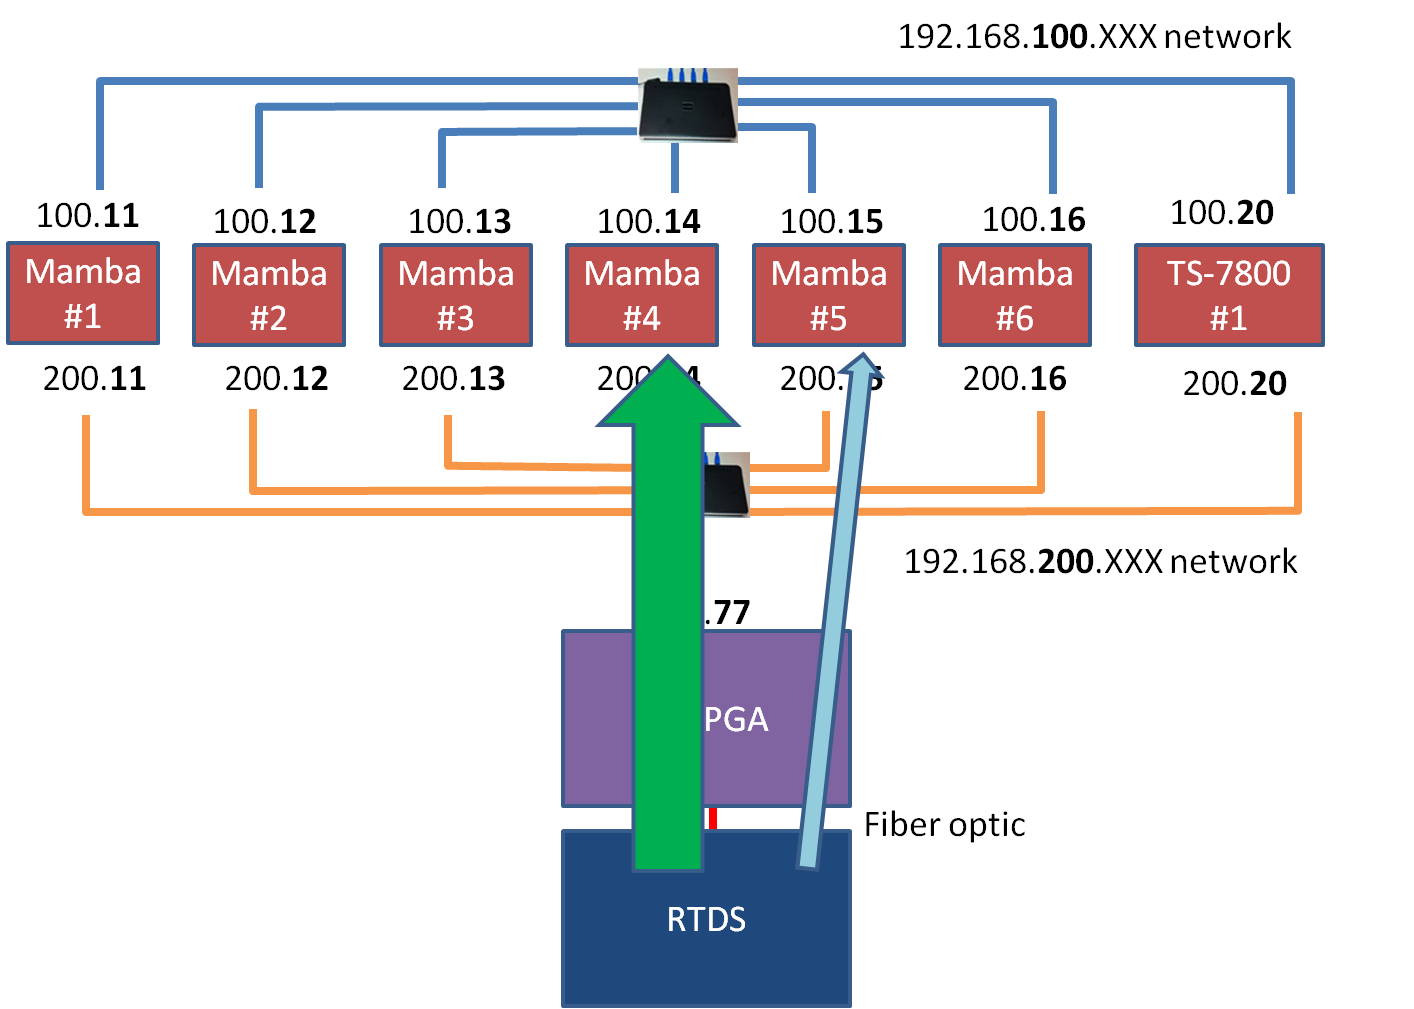 192.168.100.XXX network
100.11 100.12 100.13 100.14 100.15 100.16 100.20
Mamba #1
Mamba #2
Mamba #3
Mamba #4
Mamba #5
Mamba #6
TS-7800 #1
200.11 200.12 200.13 200. 200. 200.16 200.20
192.168.200.XXX network
.77
PGA
Fiber optic
RTDS